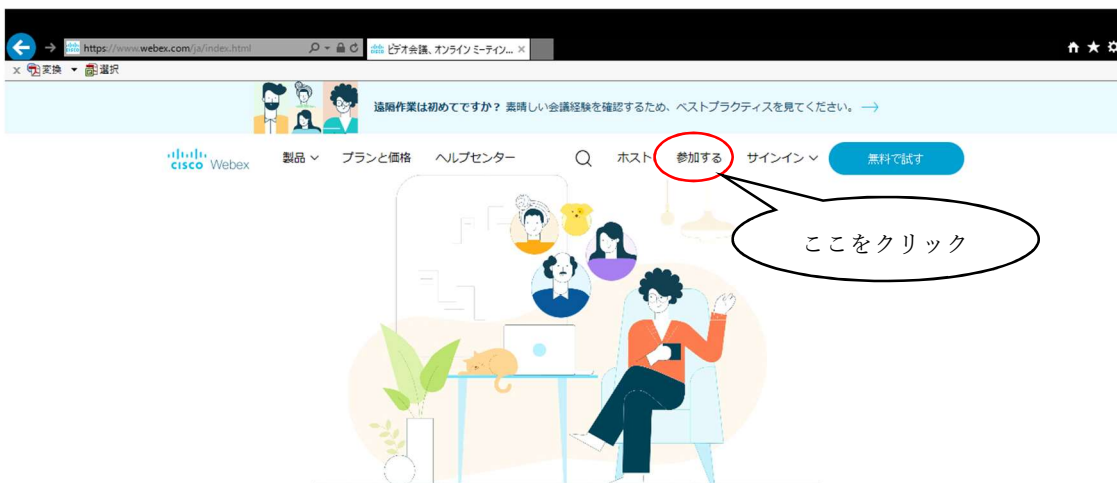 https://www.webex.com/ja/index.html
ビデオ会議、オンライン ミーティン... ×
x 変換 ▼ 選択
遠隔作業は初めてですか？ 素晴しい会議経験を確認するため、ベストプラクティスを見てください。 →
CISCO Webex 製品 プランと価格 ヘルプセンター ホスト 参加する サインイン 無料で試す
ここをクリック